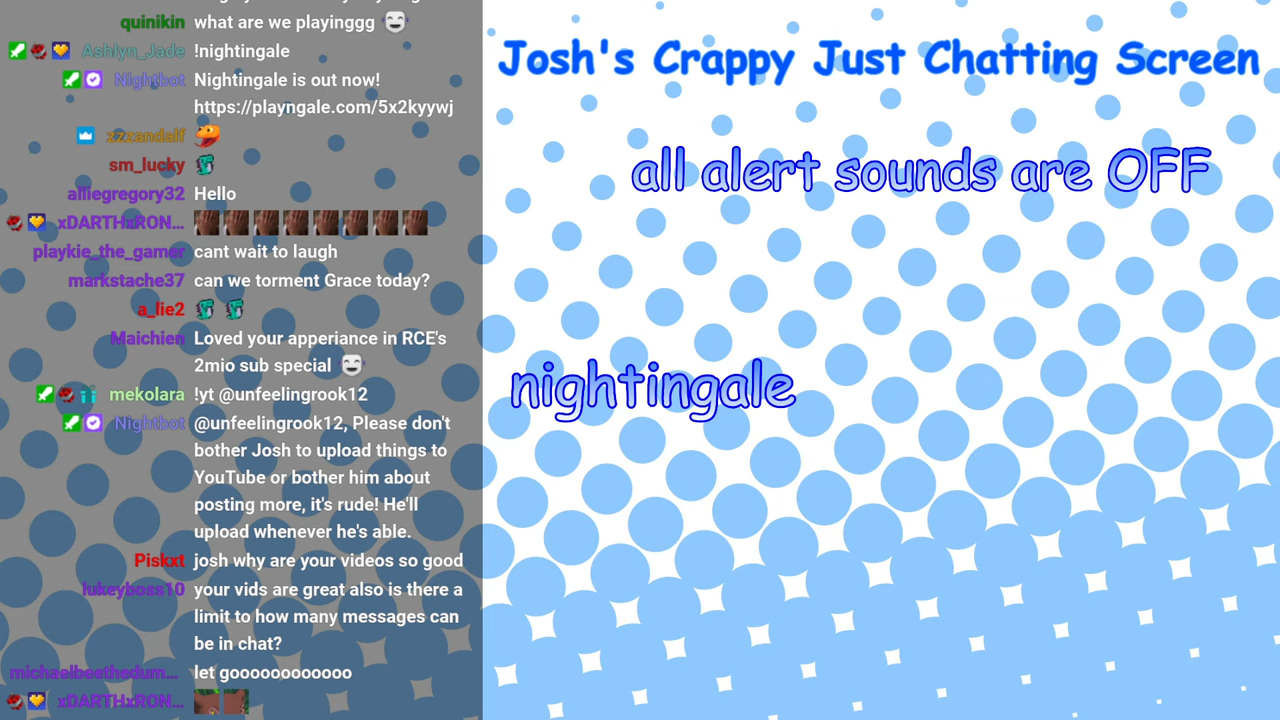 quinikin what are we playinggg
Ashlyn_Jade !nightingale
Nightbot Nightingale is out now!
https://playngale.com/5x2kyywj
zzzandalf
sm_lucky
alliegregory32 Hello
xDARTHxRON...
playkie_the_gamer cant wait to laugh
markstache37 can we torment Grace today?
a_lie2
Maichien Loved your apperiance in RCE's
2mio sub special
mekolara !yt @unfeelingrook12
Nightbot @unfeelingrook12, Please don't
bother Josh to upload things to
YouTube or bother him about
posting more, it's rude! He'll
upload whenever he's able.
Piskxt josh why are your videos so good
lukeyboss10 your vids are great also is there a
limit to how many messages can
be in chat?
michaelbeethedum... let gooooooooooo
xDARTHxRON...
Josh's Crappy Just Chatting Screen
all alert sounds are OFF
nightingale